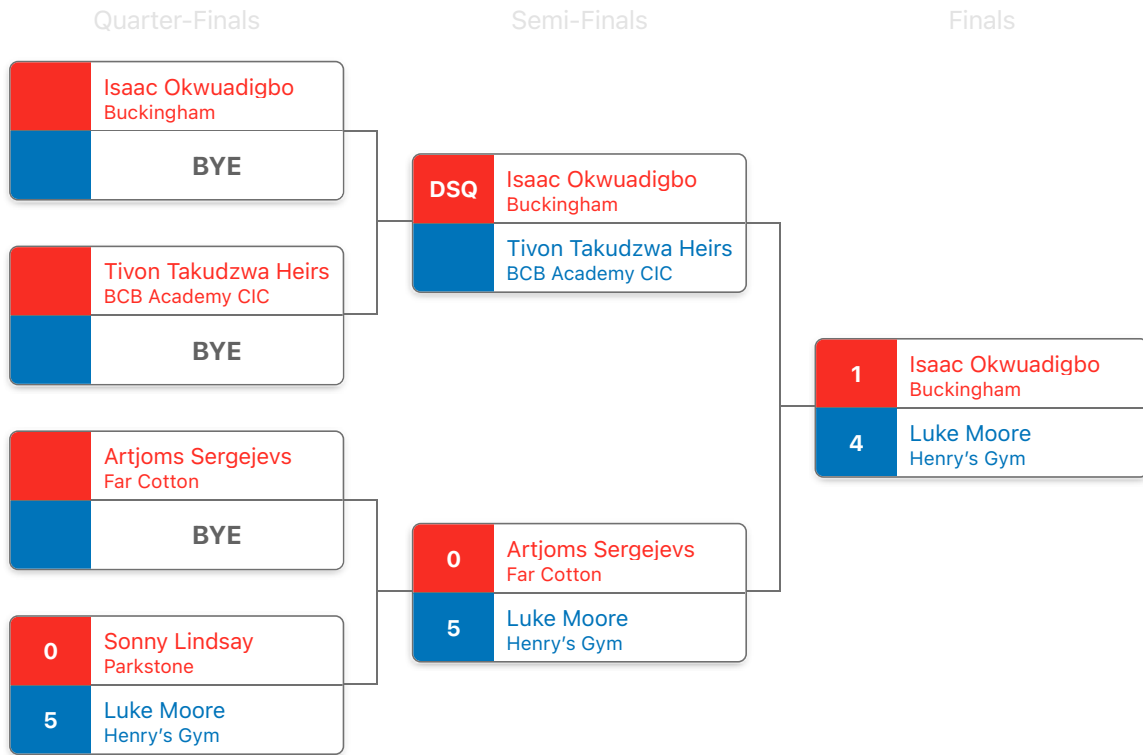 Quarter-Finals
Semi-Finals
Finals
Isaac Okwuadigbo
Buckingham
BYE
Tivon Takudzwa Heirs
BCB Academy CIC
BYE
Artjoms Sergejevs
Far Cotton
BYE
0
Sonny Lindsay
Parkstone
5
Luke Moore
Henry’s Gym
DSQ
Isaac Okwuadigbo
Buckingham
Tivon Takudzwa Heirs
BCB Academy CIC
0
Artjoms Sergejevs
Far Cotton
5
Luke Moore
Henry’s Gym
1
Isaac Okwuadigbo
Buckingham
4
Luke Moore
Henry’s Gym